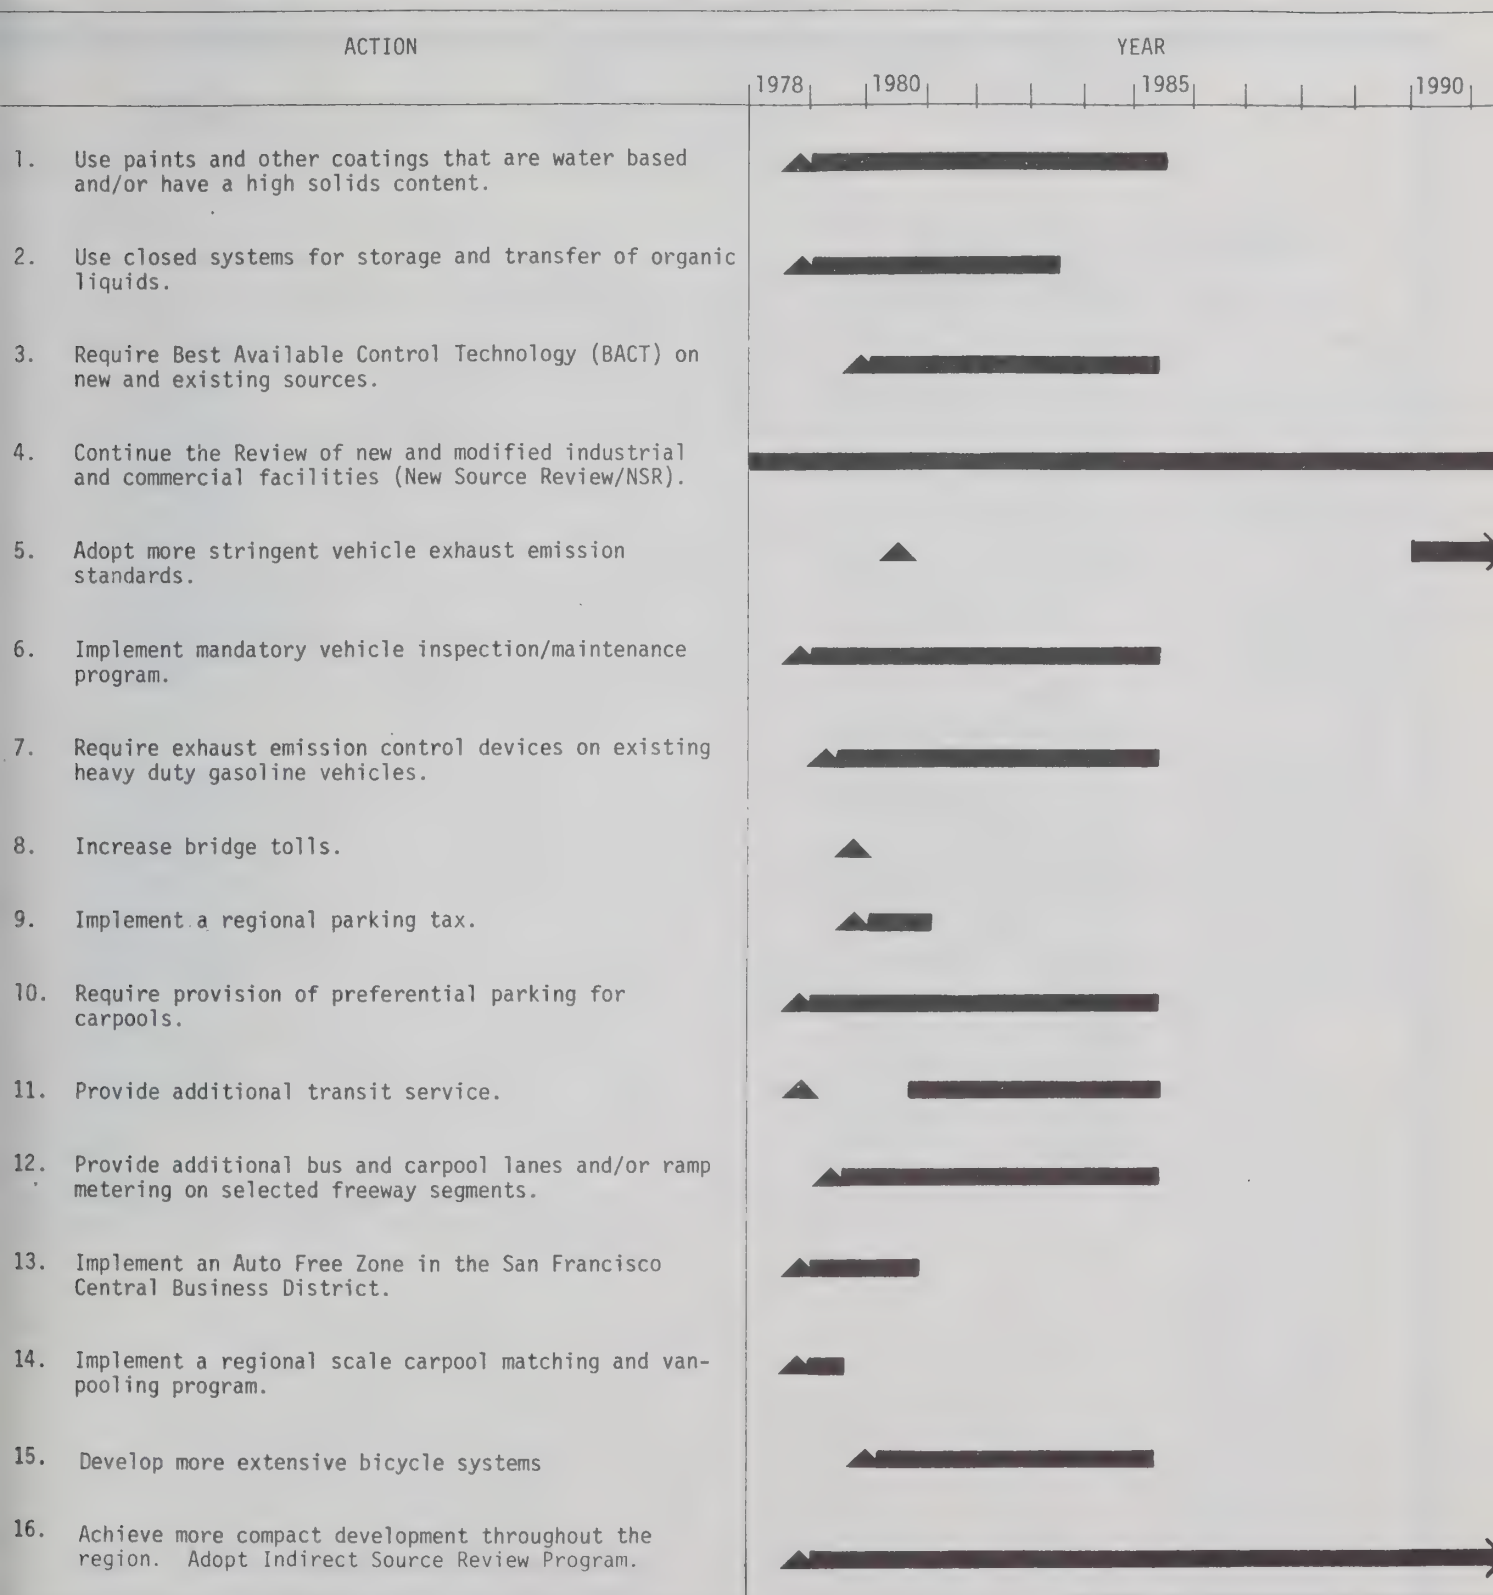 ACTION YEAR
1978 1980 1985 1990
1. Use paints and other coatings that are water based
and/or have a high solids content.
2. Use closed systems for storage and transfer of organic
liquids.
3. Require Best Available Control Technology (BACT) on
new and existing sources.
4. Continue the Review of new and modified industrial
and commercial facilities (New Source Review/NSR).
5. Adopt more stringent vehicle exhaust emission
standards.
6. Implement mandatory vehicle inspection/maintenance
program.
7. Require exhaust emission control devices on existing
heavy duty gasoline vehicles.
8. Increase bridge tolls.
9. Implement a regional parking tax.
10. Require provision of preferential parking for
carpools.
11. Provide additional transit service.
12. Provide additional bus and carpool lanes and/or ramp
metering on selected freeway segments.
13. Implement an Auto Free Zone in the San Francisco
Central Business District.
14. Implement a regional scale carpool matching and van-
pooling program.
15. Develop more extensive bicycle systems
16. Achieve more compact development throughout the
region. Adopt Indirect Source Review Program.